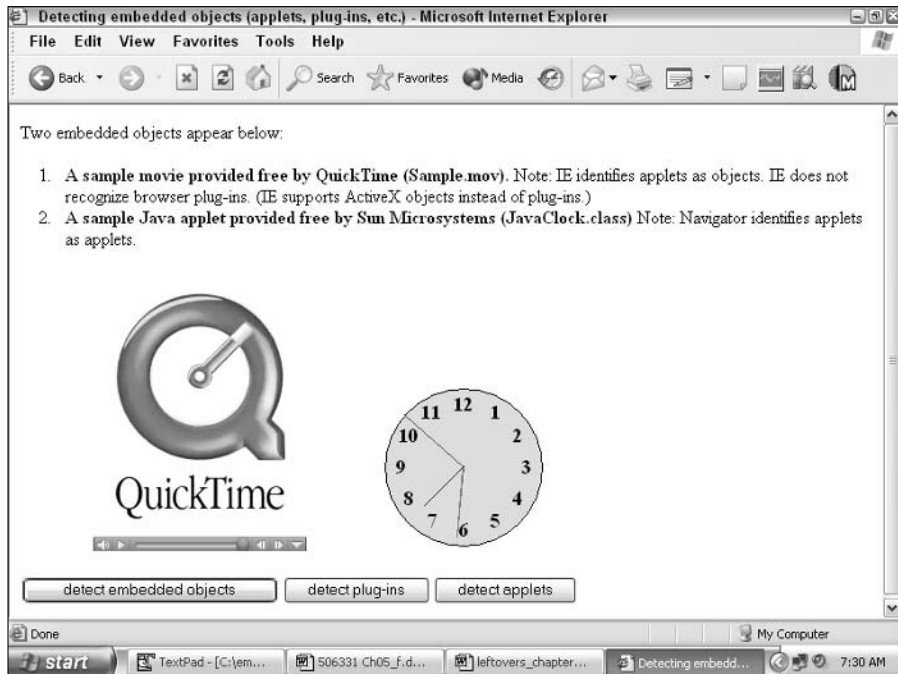 Detecting embedded objects (applets, plug-ins, etc.) - Microsoft Internet Explorer
File Edit View Favorites Tools Help
Back Search Favorites Media
Two embedded objects appear below:
1. A sample movie provided free by QuickTime (Sample.mov). Note: IE identifies applets as objects. IE does not
recognize browser plug-ins. (IE supports ActiveX objects instead of plug-ins.)
2. A sample Java applet provided free by Sun Microsystems (JavaClock.class) Note: Navigator identifies applets
as applets.
12
11 1
10 2
9 3
8 4
7 5
6
QuickTime
detect embedded objects detect plug-ins detect applets
Done My Computer
start TextPad - [C:\em... 506331 Ch05_f.d... leftovers_chapter... Detecting embedd... 7:30 AM